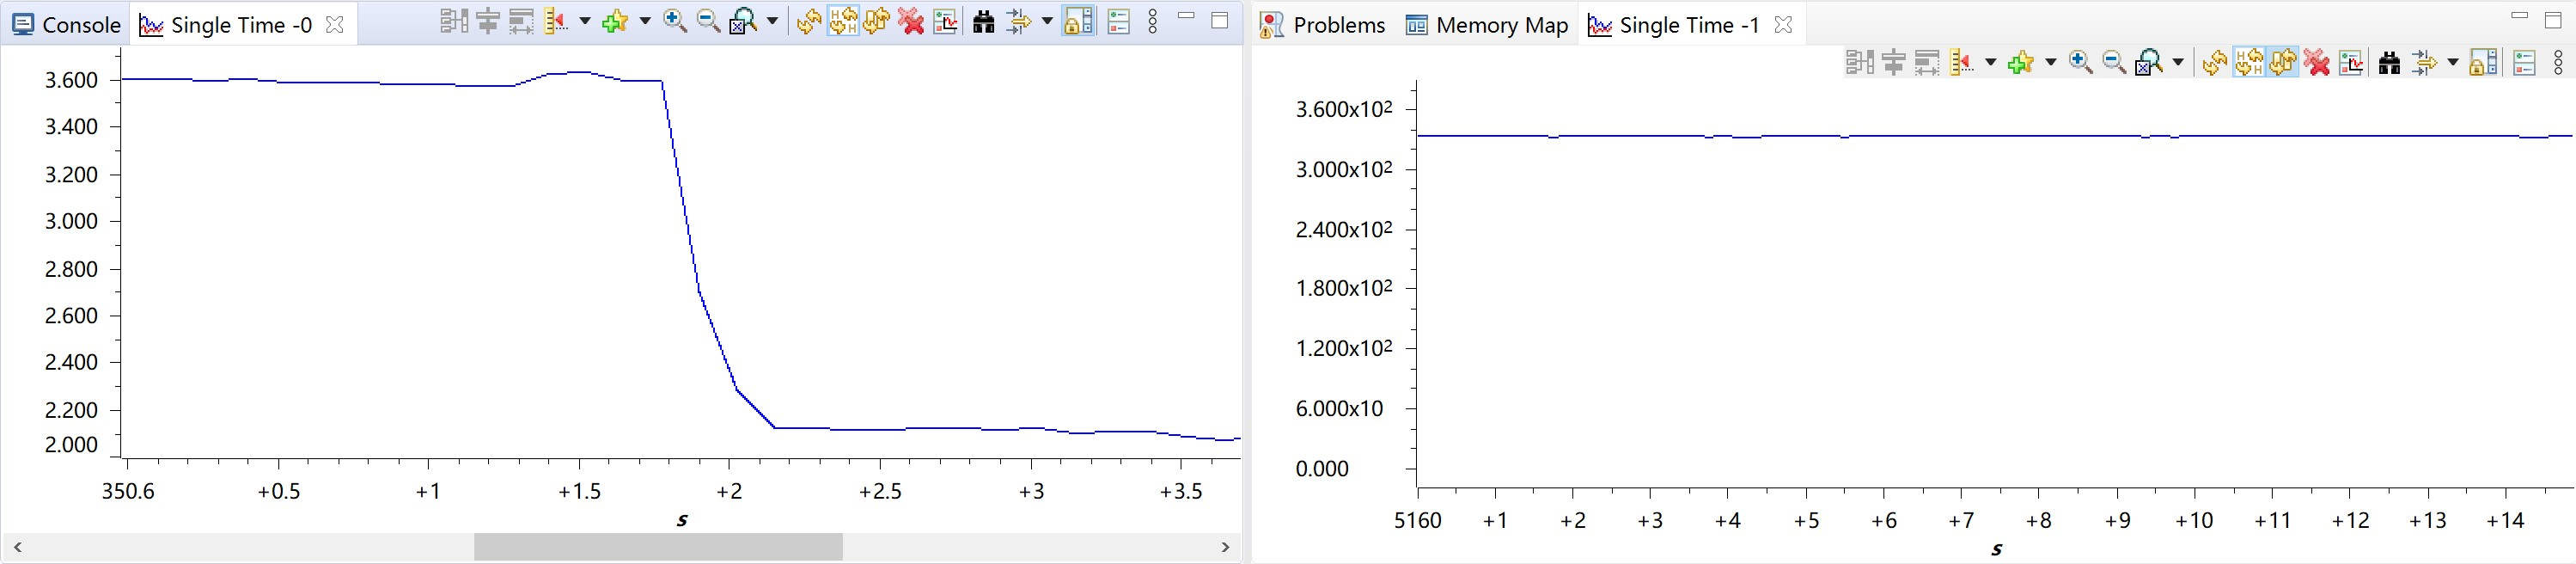 Console Single Time -0
3.600
3.400
3.200
3.000
2.800
2.600
2.400
2.200
2.000
350.6 +0.5 +1 +1.5 +2 +2.5 +3 +3.5
s
Problems Memory Map Single Time -1
3.600x10²
3.000x10²
2.400x10²
1.800x10²
1.200x10²
6.000x10
0.000
5160 +1 +2 +3 +4 +5 +6 +7 +8 +9 +10 +11 +12 +13 +14
s